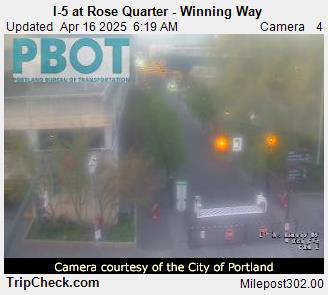 I-5 at Rose Quarter - Winning Way
Updated Apr 16 2025 6:19 AM Camera 4
PBOT
PORTLAND BUREAU OF TRANSPORTATION
Camera courtesy of the City of Portland
TripCheck.com Milepost302.00